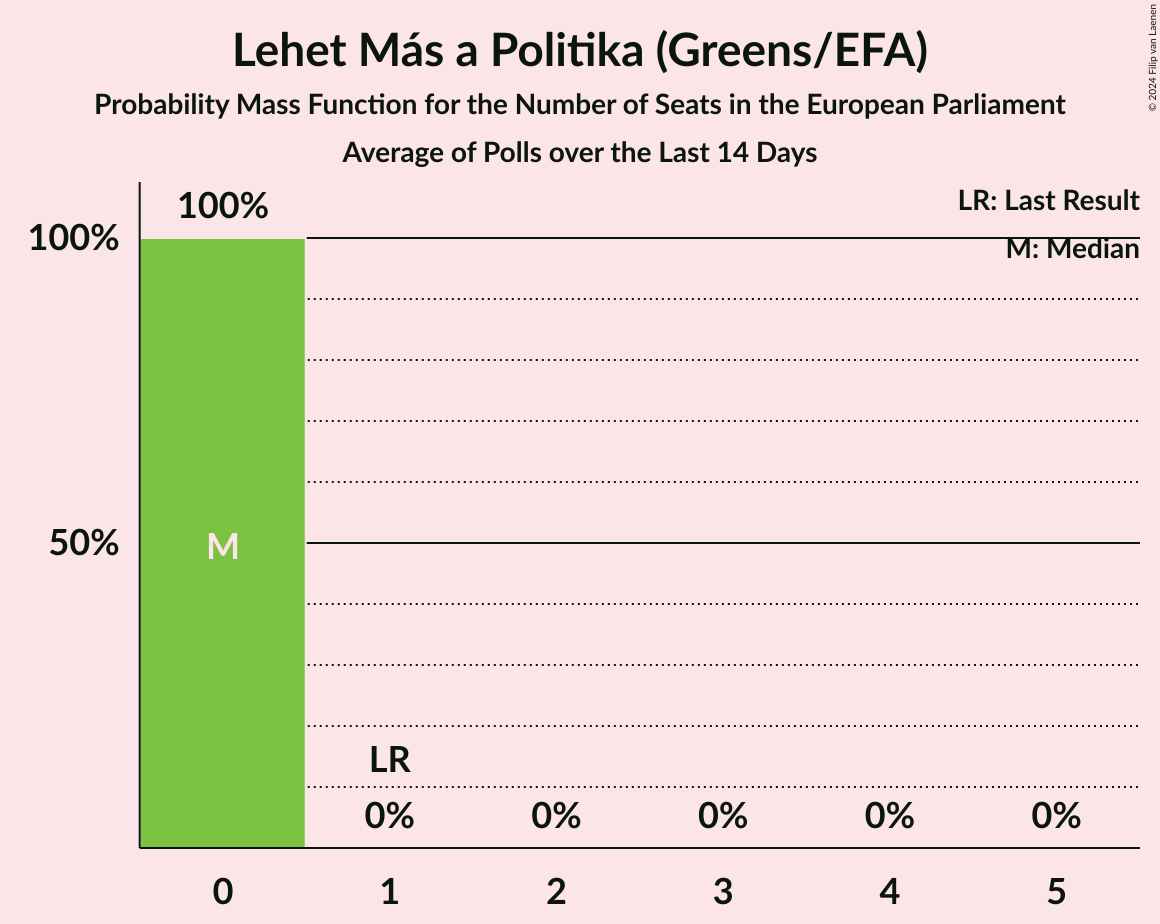 Lehet Más a Politika (Greens/EFA)
Probability Mass Function for the Number of Seats in the European Parliament
Average of Polls over the Last 14 Days
© 2024 Filip van Laenen
LR: Last Result
M: Median
100%
100%
50%
M
LR
0% 0% 0% 0% 0%
0 1 2 3 4 5